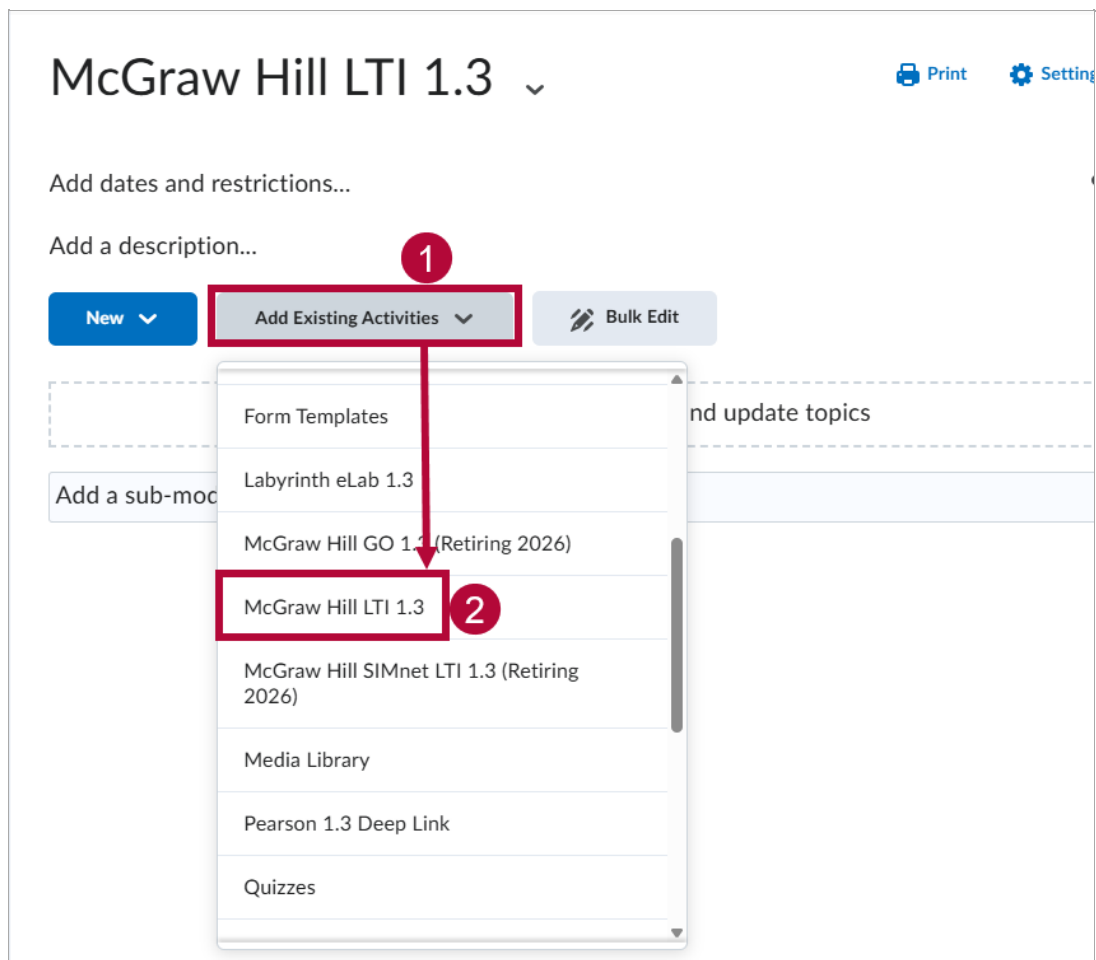 McGraw Hill LTI 1.3
Print
Setting
Add dates and restrictions...
Add a description...
1
New
Add Existing Activities
Bulk Edit
nd update topics
Form Templates
Labyrinth eLab 1.3
Add a sub-mod
McGraw Hill GO 1.3 (Retiring 2026)
McGraw Hill LTI 1.3
2
McGraw Hill SIMnet LTI 1.3 (Retiring
2026)
Media Library
Pearson 1.3 Deep Link
Quizzes